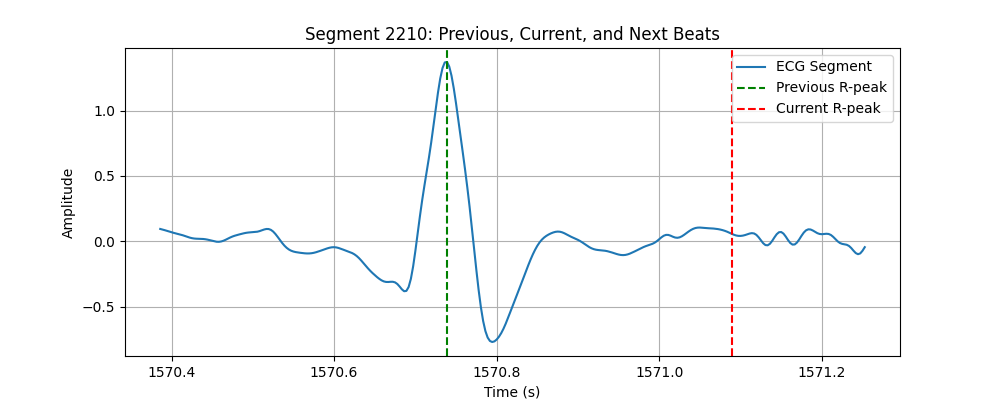 Segment 2210: Previous, Current, and Next Beats
ECG Segment
Previous R-peak
Current R-peak
1.0
0.5
0.0
−0.5
Amplitude
1570.4 1570.6 1570.8 1571.0 1571.2
Time (s)